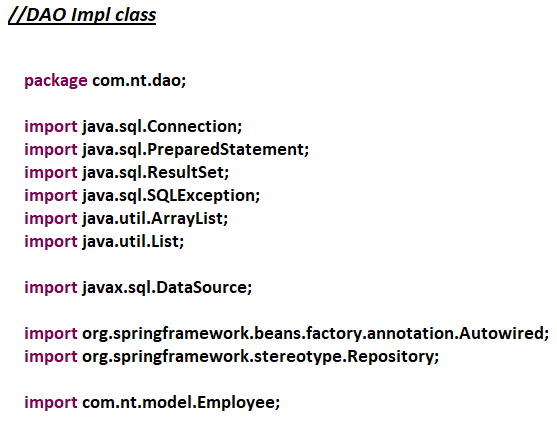 //DAO Impl class
package com.nt.dao;
import java.sql.Connection;
import java.sql.PreparedStatement;
import java.sql.ResultSet;
import java.sql.SQLException;
import java.util.ArrayList;
import java.util.List;
import javax.sql.DataSource;
import org.springframework.beans.factory.annotation.Autowired;
import org.springframework.stereotype.Repository;
import com.nt.model.Employee;